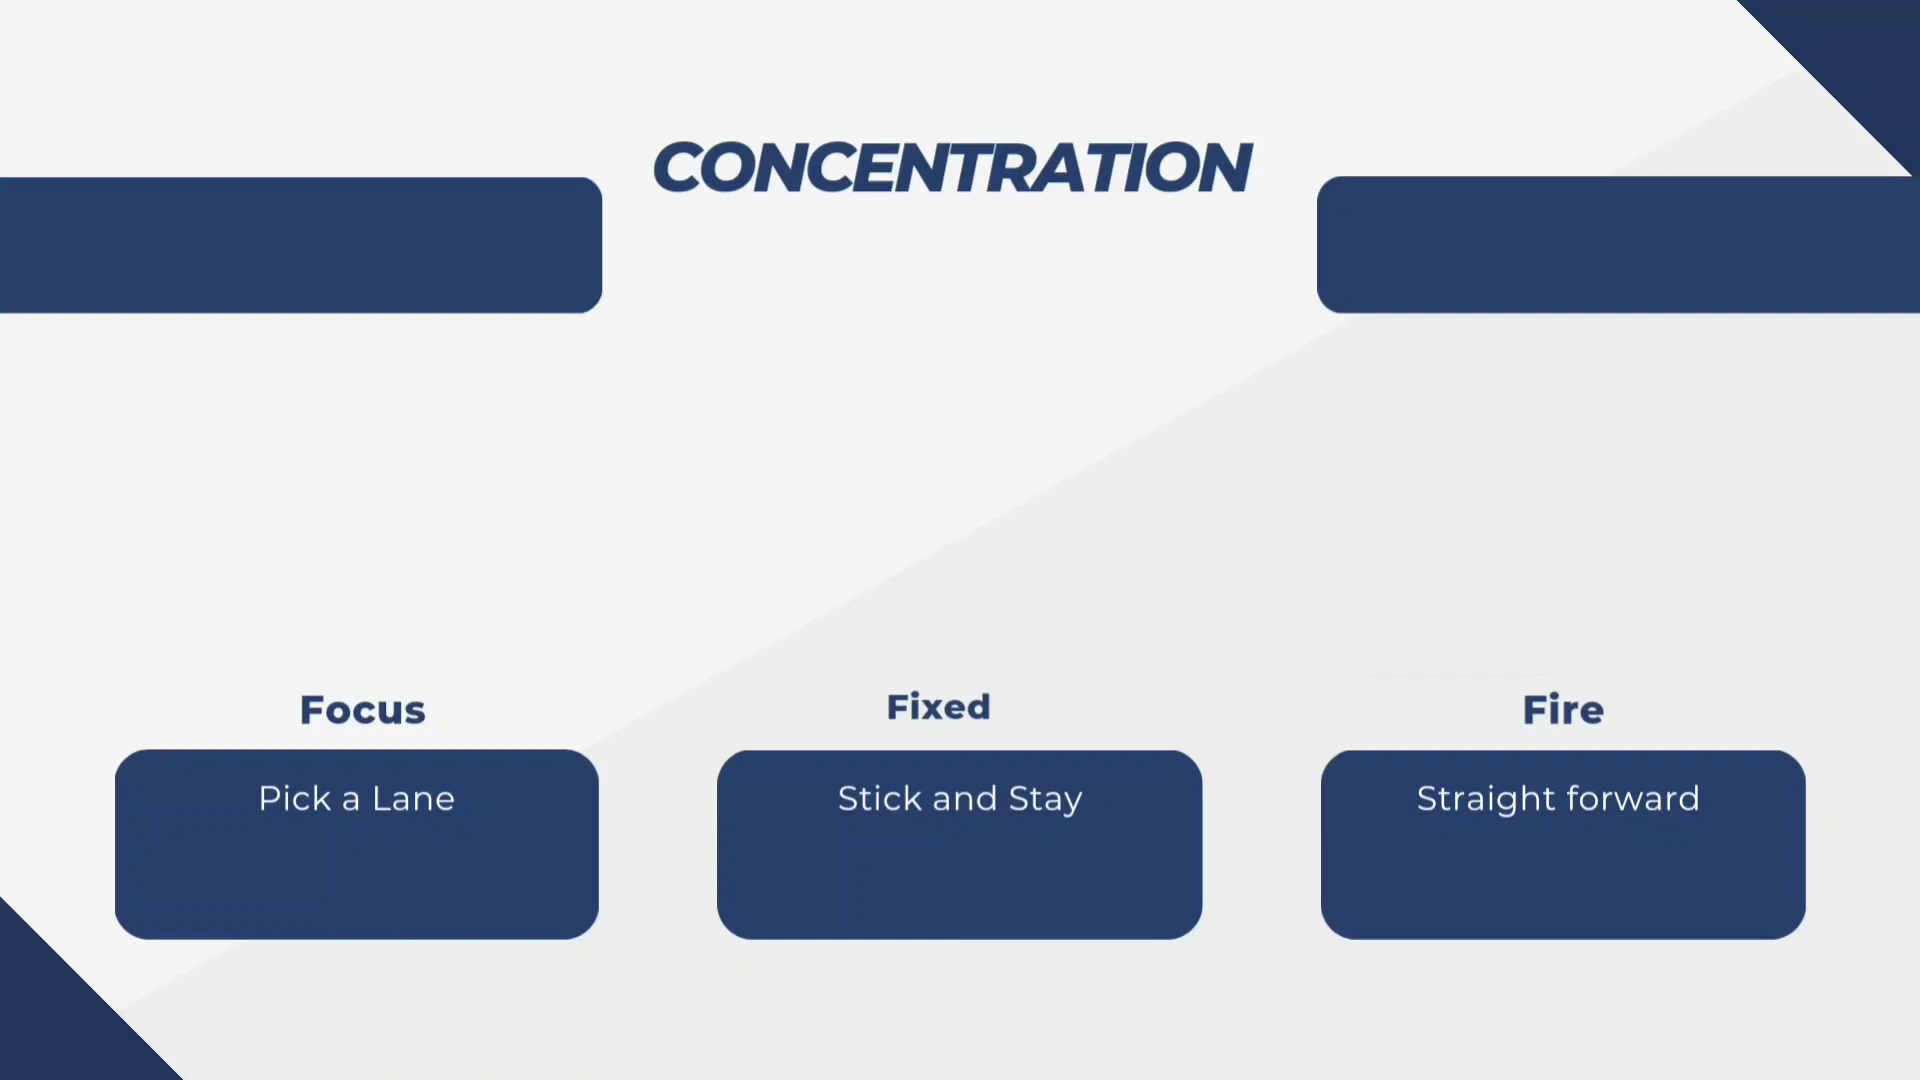 CONCENTRATION
Focus
Fixed
Fire
Pick a Lane
Stick and Stay
Straight forward